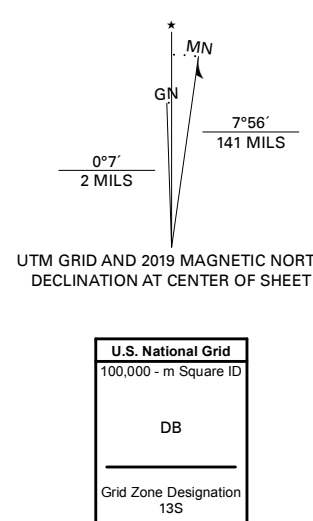 ★
MN
GN
7°56´
141 MILS
0°7´
2 MILS
UTM GRID AND 2019 MAGNETIC NORT
DECLINATION AT CENTER OF SHEET
U.S. National Grid
100,000 - m Square ID
DB
Grid Zone Designation
13S